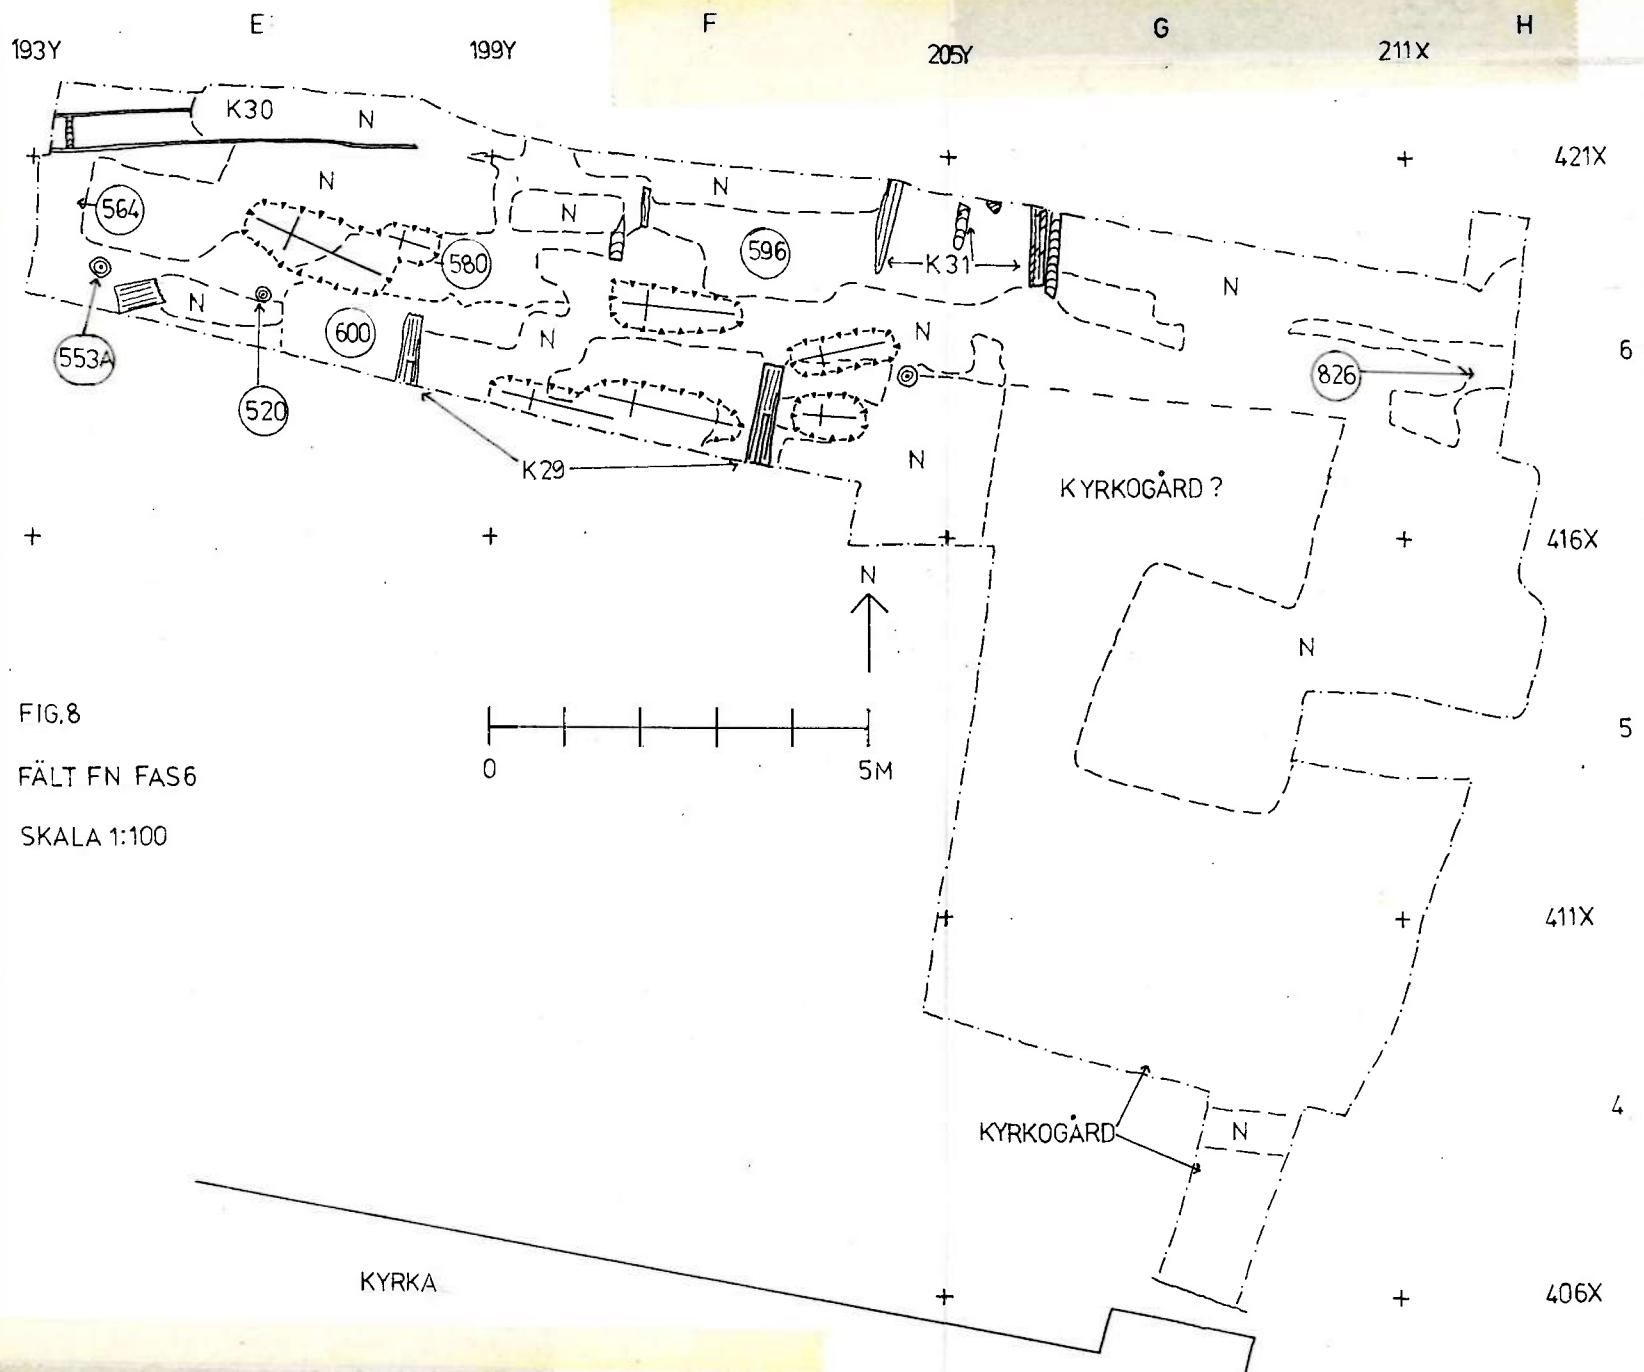 E F G H
193Y 199Y 205Y 211X
K30 N
421X
N N
564 N
596
580 K31 N
N 600 N N
6
553A 826
520
K29 N
KYRKOGÅRD?
416X
N
N
FIG.8
5
0 5M
FÄLT FN FAS6
SKALA 1:100
411X
4
KYRKOGÅRD N
KYRKA
406X